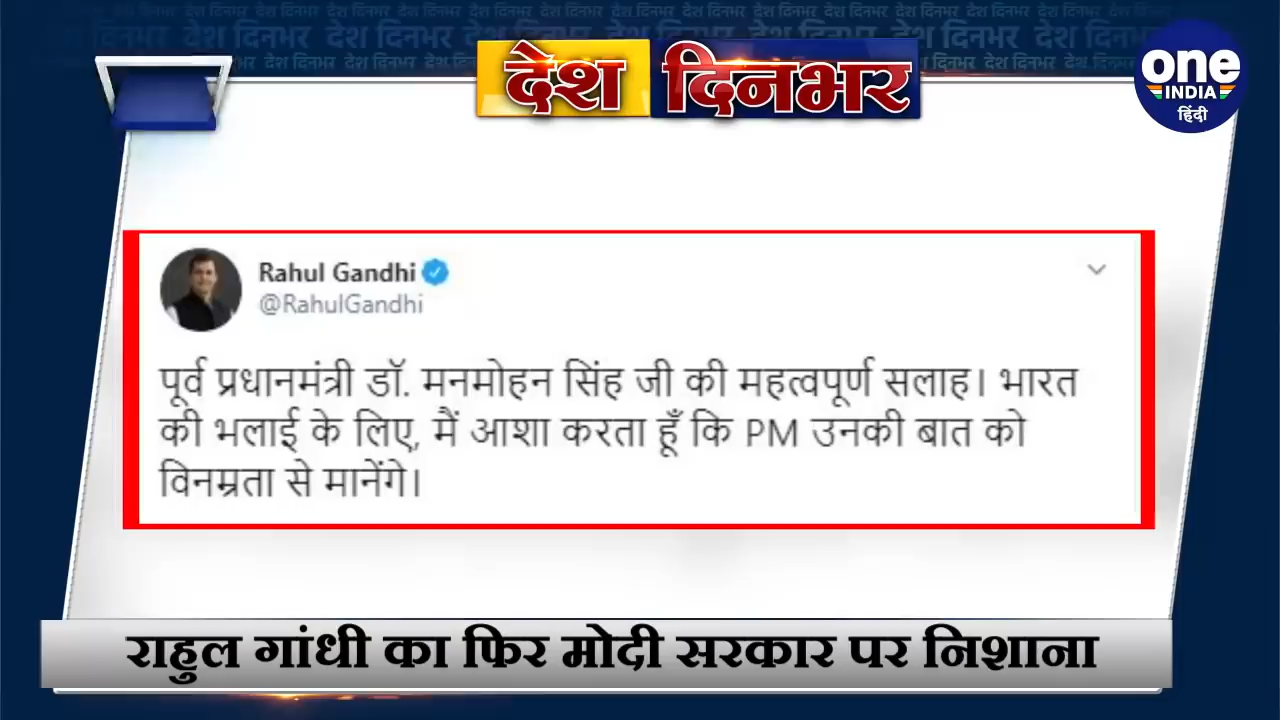 देश दिनभर
one
INDIA
हिंदी
Rahul Gandhi
@RahulGandhi
पूर्व प्रधानमंत्री डॉ. मनमोहन सिंह जी की महत्वपूर्ण सलाह। भारत
की भलाई के लिए, मैं आशा करता हूँ कि PM उनकी बात को
विनम्रता से मानेंगे।
राहुल गांधी का फिर मोदी सरकार पर निशाना